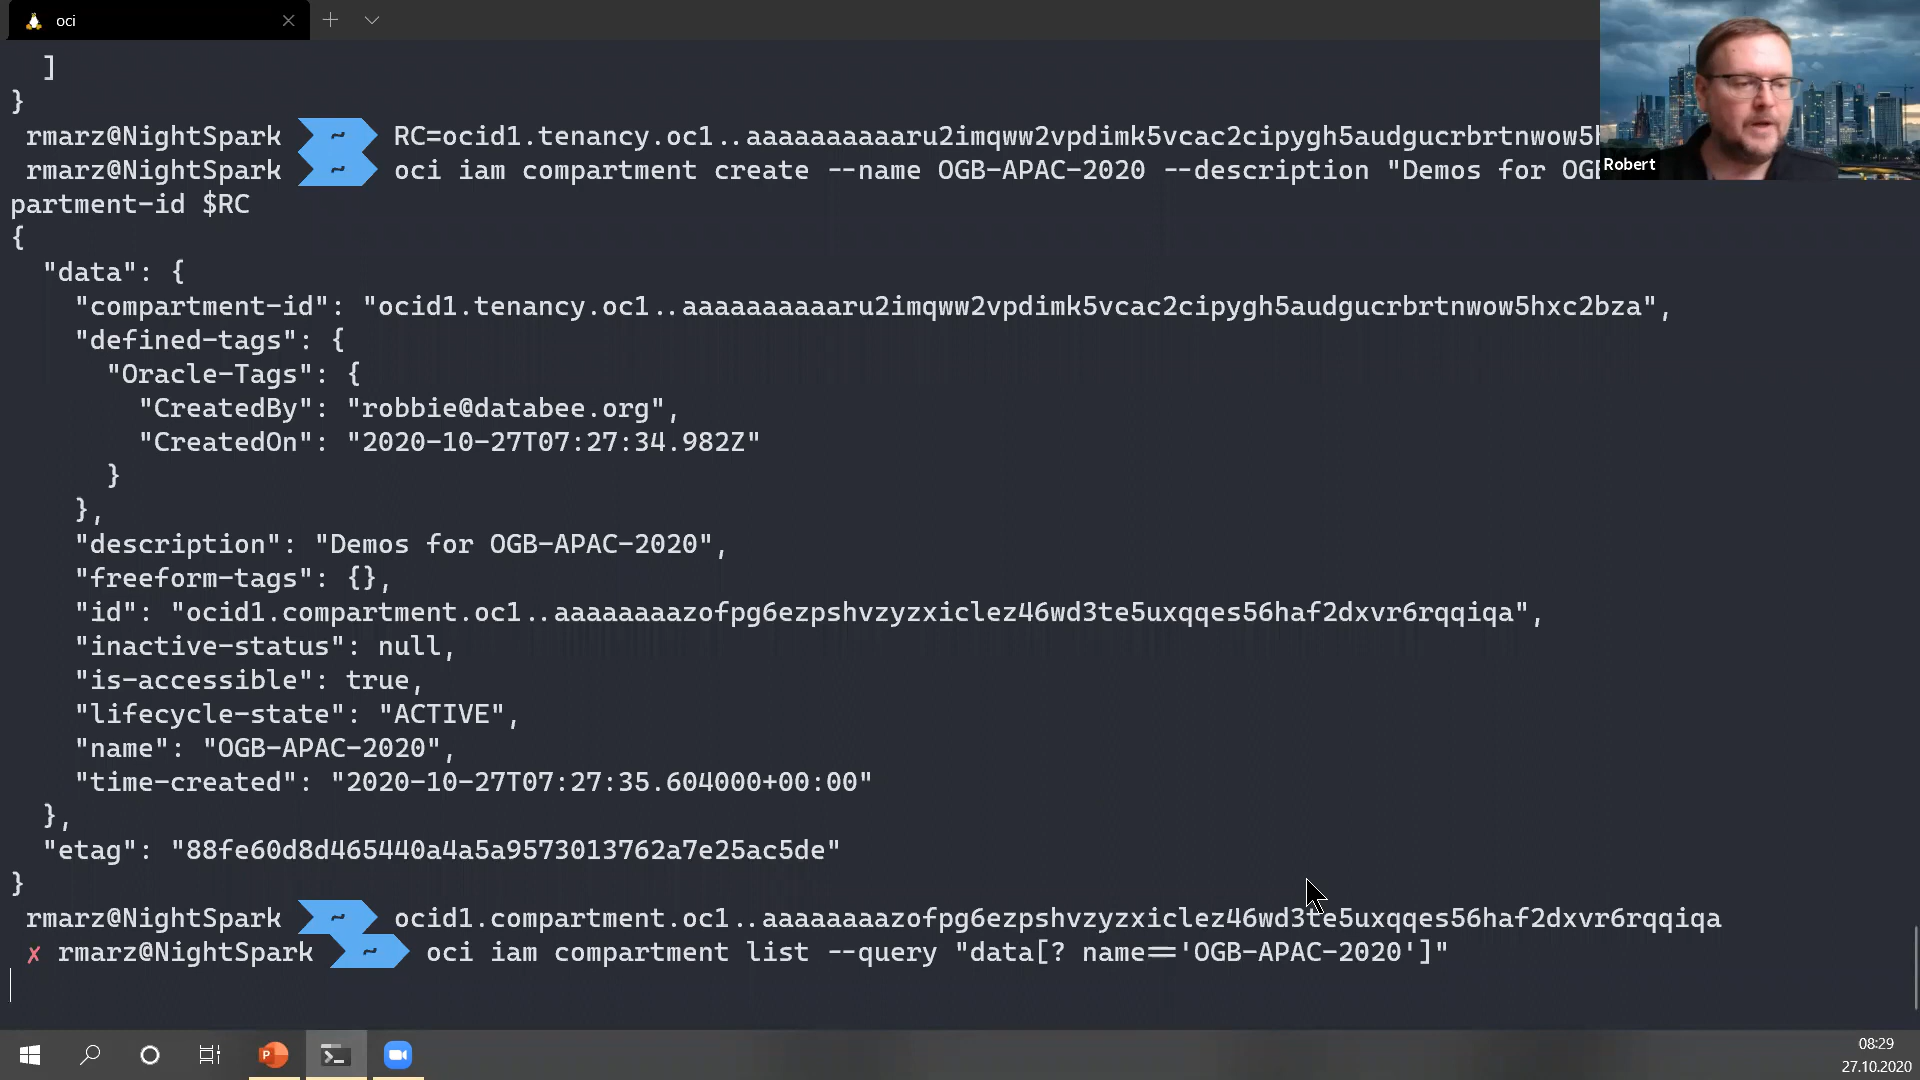 oci
]
}
rmarz@NightSpark ~ RC=ocid1.tenancy.oc1..aaaaaaaaaaru2imqww2vpdimk5vcac2cipygh5audgucrbrtnwow5h
rmarz@NightSpark ~ oci iam compartment create --name OGB-APAC-2020 --description "Demos for OGB
partment-id $RC
{
"data": {
"compartment-id": "ocid1.tenancy.oc1..aaaaaaaaaaru2imqww2vpdimk5vcac2cipygh5audgucrbrtnwow5hxc2bza",
"defined-tags": {
"Oracle-Tags": {
"CreatedBy": "robbie@databee.org",
"CreatedOn": "2020-10-27T07:27:34.982Z"
}
},
"description": "Demos for OGB-APAC-2020",
"freeform-tags": {},
"id": "ocid1.compartment.oc1..aaaaaaaazofpg6ezpshvzyzxiclez46wd3te5uxqqes56haf2dxvr6rqqiqa",
"inactive-status": null,
"is-accessible": true,
"lifecycle-state": "ACTIVE",
"name": "OGB-APAC-2020",
"time-created": "2020-10-27T07:27:35.604000+00:00"
},
"etag": "88fe60d8d465440a4a5a9573013762a7e25ac5de"
}
rmarz@NightSpark ~ ocid1.compartment.oc1..aaaaaaaazofpg6ezpshvzyzxiclez46wd3te5uxqqes56haf2dxvr6rqqiqa
✗ rmarz@NightSpark ~ oci iam compartment list --query "data[? name=='OGB-APAC-2020']"
Robert
08:29
27.10.2020